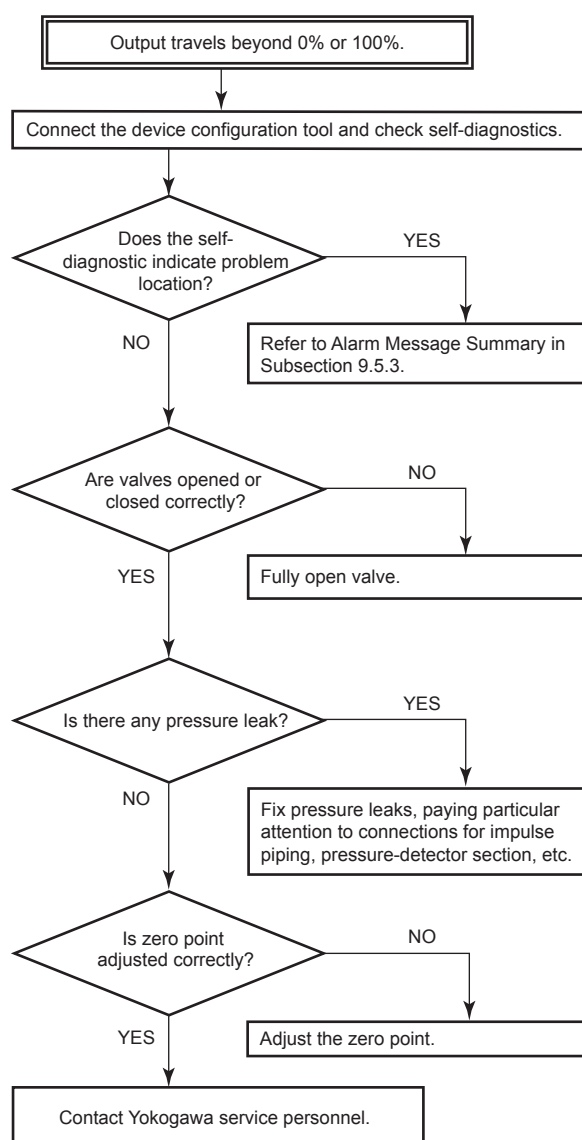 Output travels beyond 0% or 100%.
Connect the device configuration tool and check self-diagnostics.
Does the self-
diagnostic indicate problem
location?
YES
NO
Refer to Alarm Message Summary in
Subsection 9.5.3.
Are valves opened or
closed correctly?
NO
YES
Fully open valve.
Is there any pressure leak?
YES
NO
Fix pressure leaks, paying particular
attention to connections for impulse
piping, pressure-detector section, etc.
Is zero point
adjusted correctly?
NO
YES
Adjust the zero point.
Contact Yokogawa service personnel.